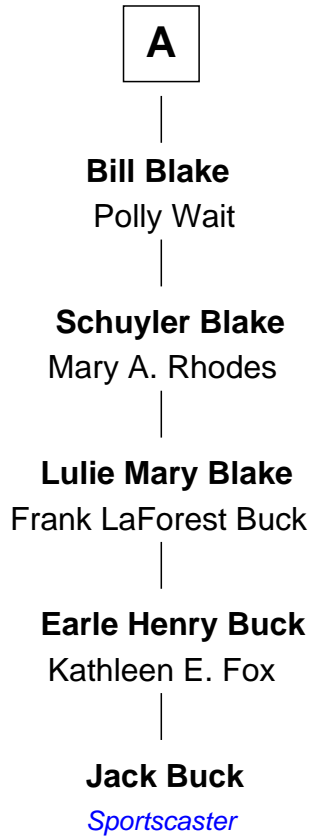 A
Bill Blake
Polly Wait
Schuyler Blake
Mary A. Rhodes
Lulie Mary Blake
Frank LaForest Buck
Earle Henry Buck
Kathleen E. Fox
Jack Buck
Sportscaster